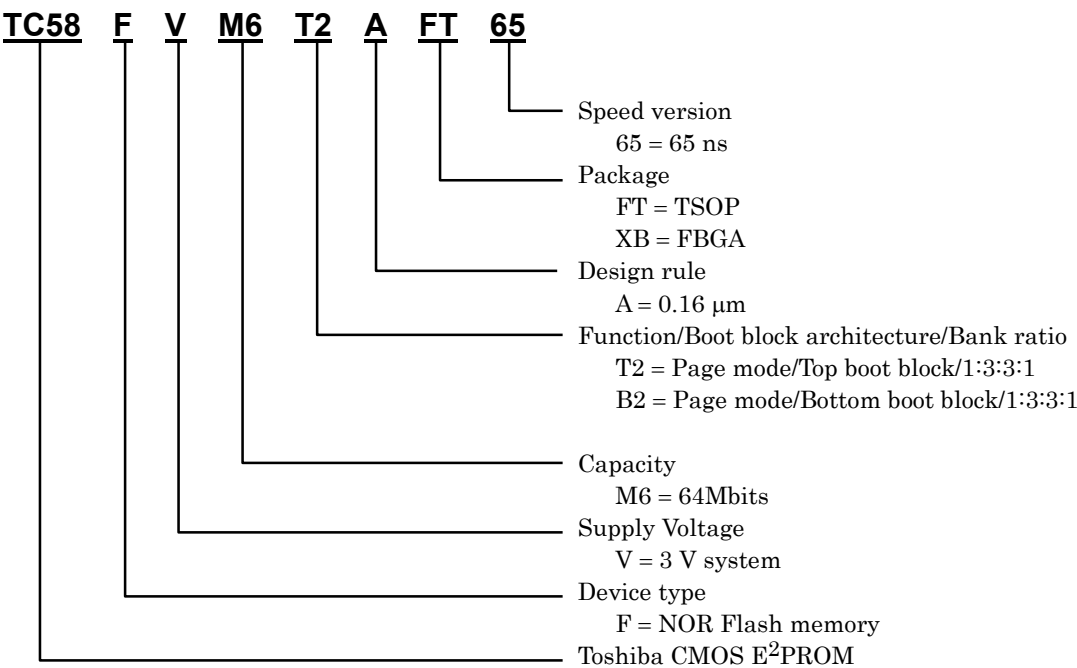 TC58 F V M6 T2 A FT 65
Speed version
65 = 65 ns
Package
FT = TSOP
XB = FBGA
Design rule
A = 0.16 μm
Function/Boot block architecture/Bank ratio
T2 = Page mode/Top boot block/1:3:3:1
B2 = Page mode/Bottom boot block/1:3:3:1
Capacity
M6 = 64Mbits
Supply Voltage
V = 3 V system
Device type
F = NOR Flash memory
Toshiba CMOS E²PROM